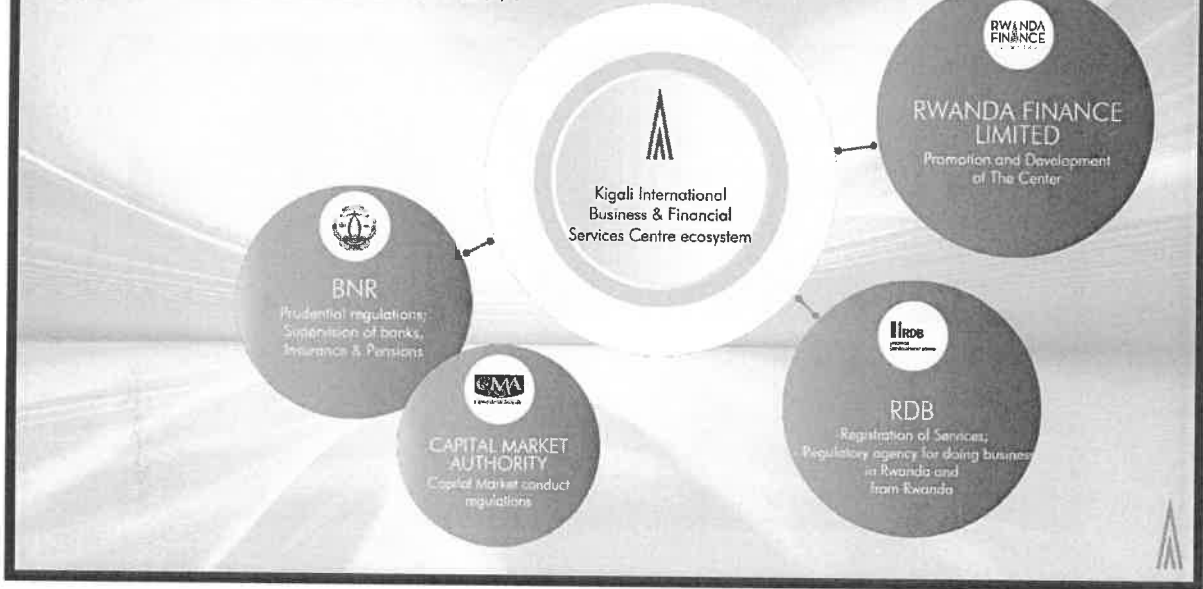 RWANDA
FINANCE
LIMITED
RWANDA FINANCE
LIMITED
Promotion and Development
of The Center
Kigali International
Business & Financial
Services Centre ecosystem
BNR
Prudential regulations;
Supervision of banks,
Insurance & Pensions
CMA
CAPITAL MARKET
AUTHORITY
Capital Market conduct
regulations
RDB
RDB
Registration of Services;
Regulatory agency for doing business
in Rwanda and
from Rwanda